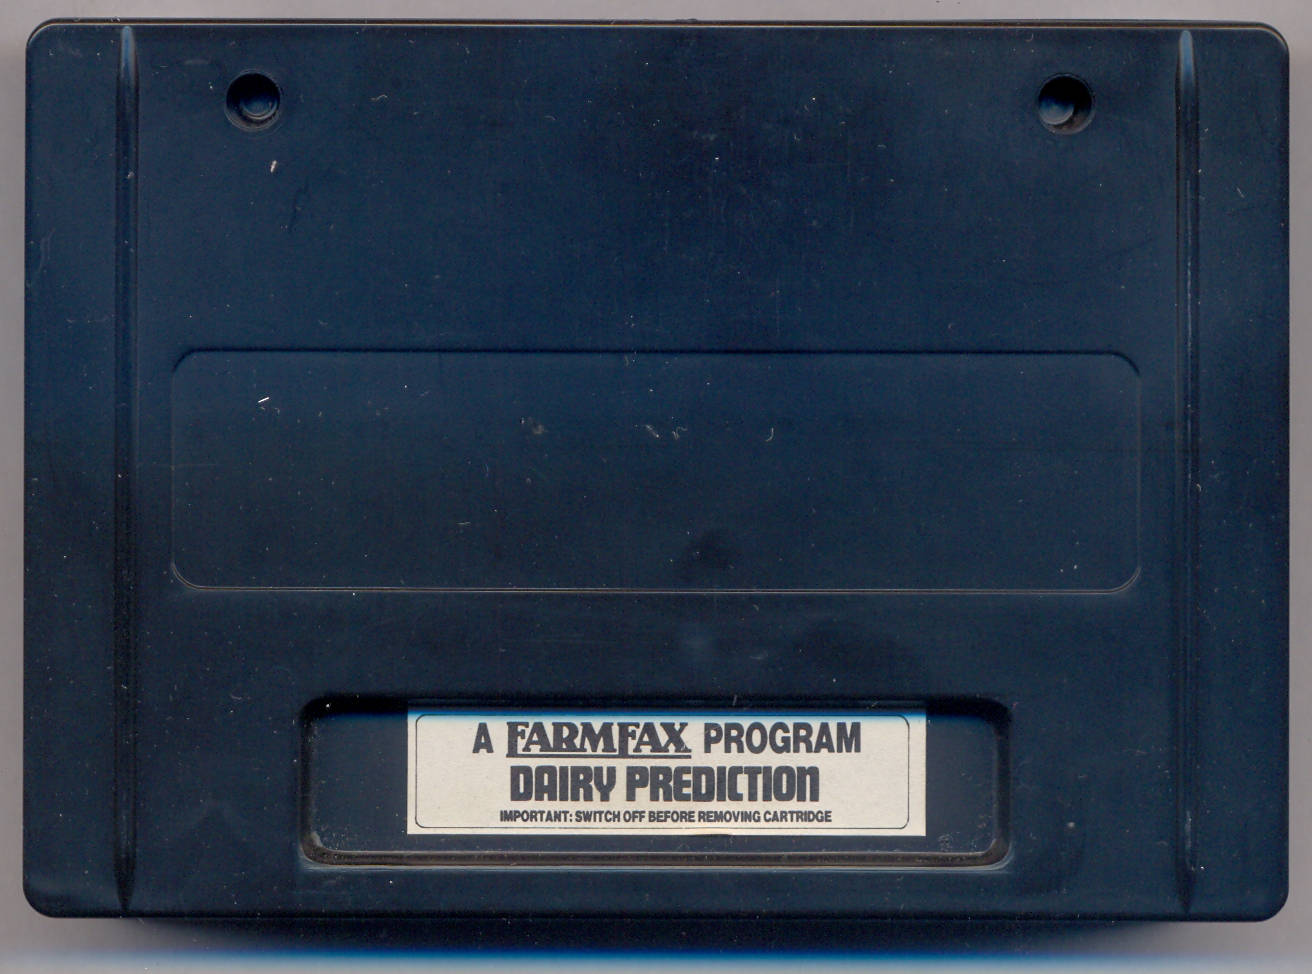 A FARMFAX PROGRAM
DAIRY PREDICTION
IMPORTANT: SWITCH OFF BEFORE REMOVING CARTRIDGE